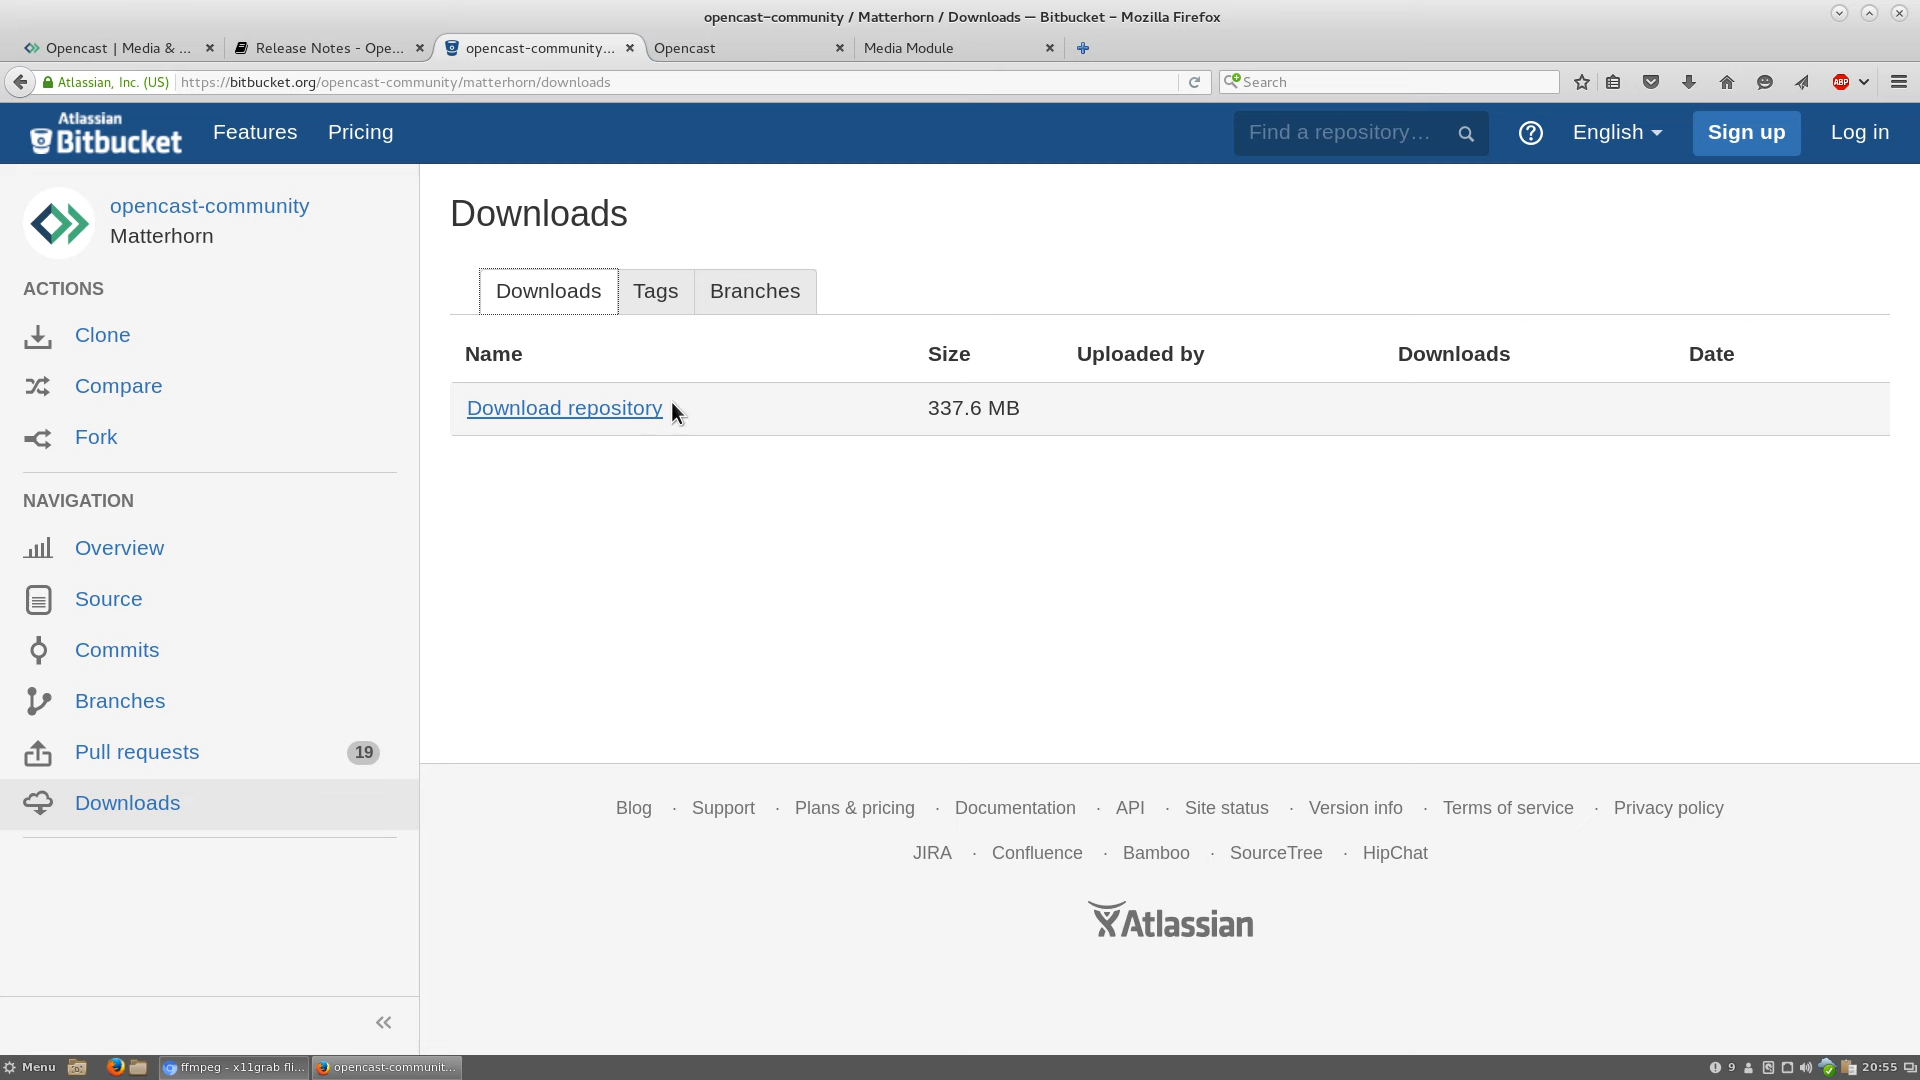 opencast-community / Matterhorn / Downloads — Bitbucket – Mozilla Firefox
Opencast | Media & ...
Release Notes - Ope...
opencast-community...
Opencast
Media Module
Atlassian, Inc. (US)
https://bitbucket.org/opencast-community/matterhorn/downloads
Search
ABP
Atlassian
Bitbucket
Features
Pricing
Find a repository...
English
Sign up
Log in
opencast-community
Matterhorn
ACTIONS
Clone
Compare
Fork
NAVIGATION
Overview
Source
Commits
Branches
Pull requests 19
Downloads
Downloads
Downloads Tags Branches
Name Size Uploaded by Downloads Date
Download repository 337.6 MB
Blog · Support · Plans & pricing · Documentation · API · Site status · Version info · Terms of service · Privacy policy
JIRA · Confluence · Bamboo · SourceTree · HipChat
Atlassian
Menu
ffmpeg - x11grab fli...
opencast-communit...
9
20:55